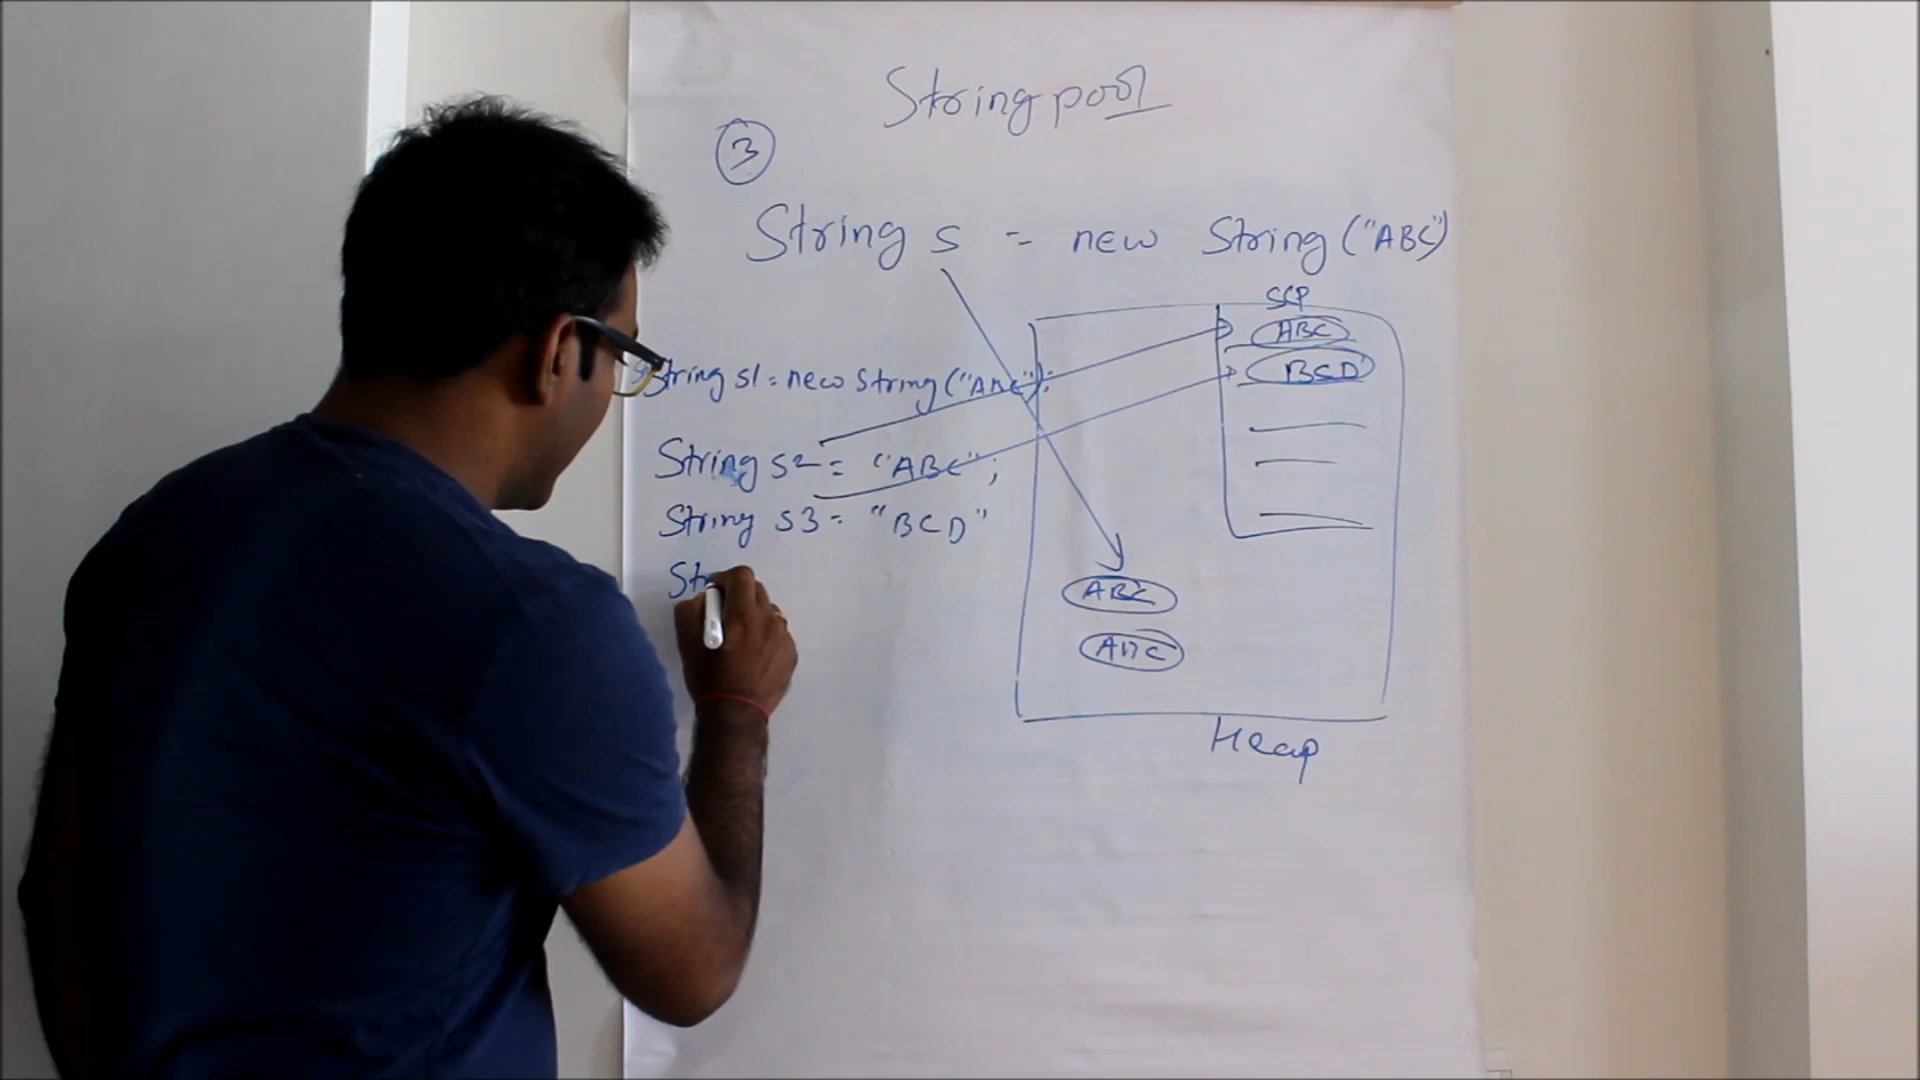 String pool
3
String s = new String ("ABC")
SCP
ABC
BCD
String s1 = new String ("ABC");
String s2 = "ABC";
String s3 = "BCD"
Str
ABC
ABC
Heap